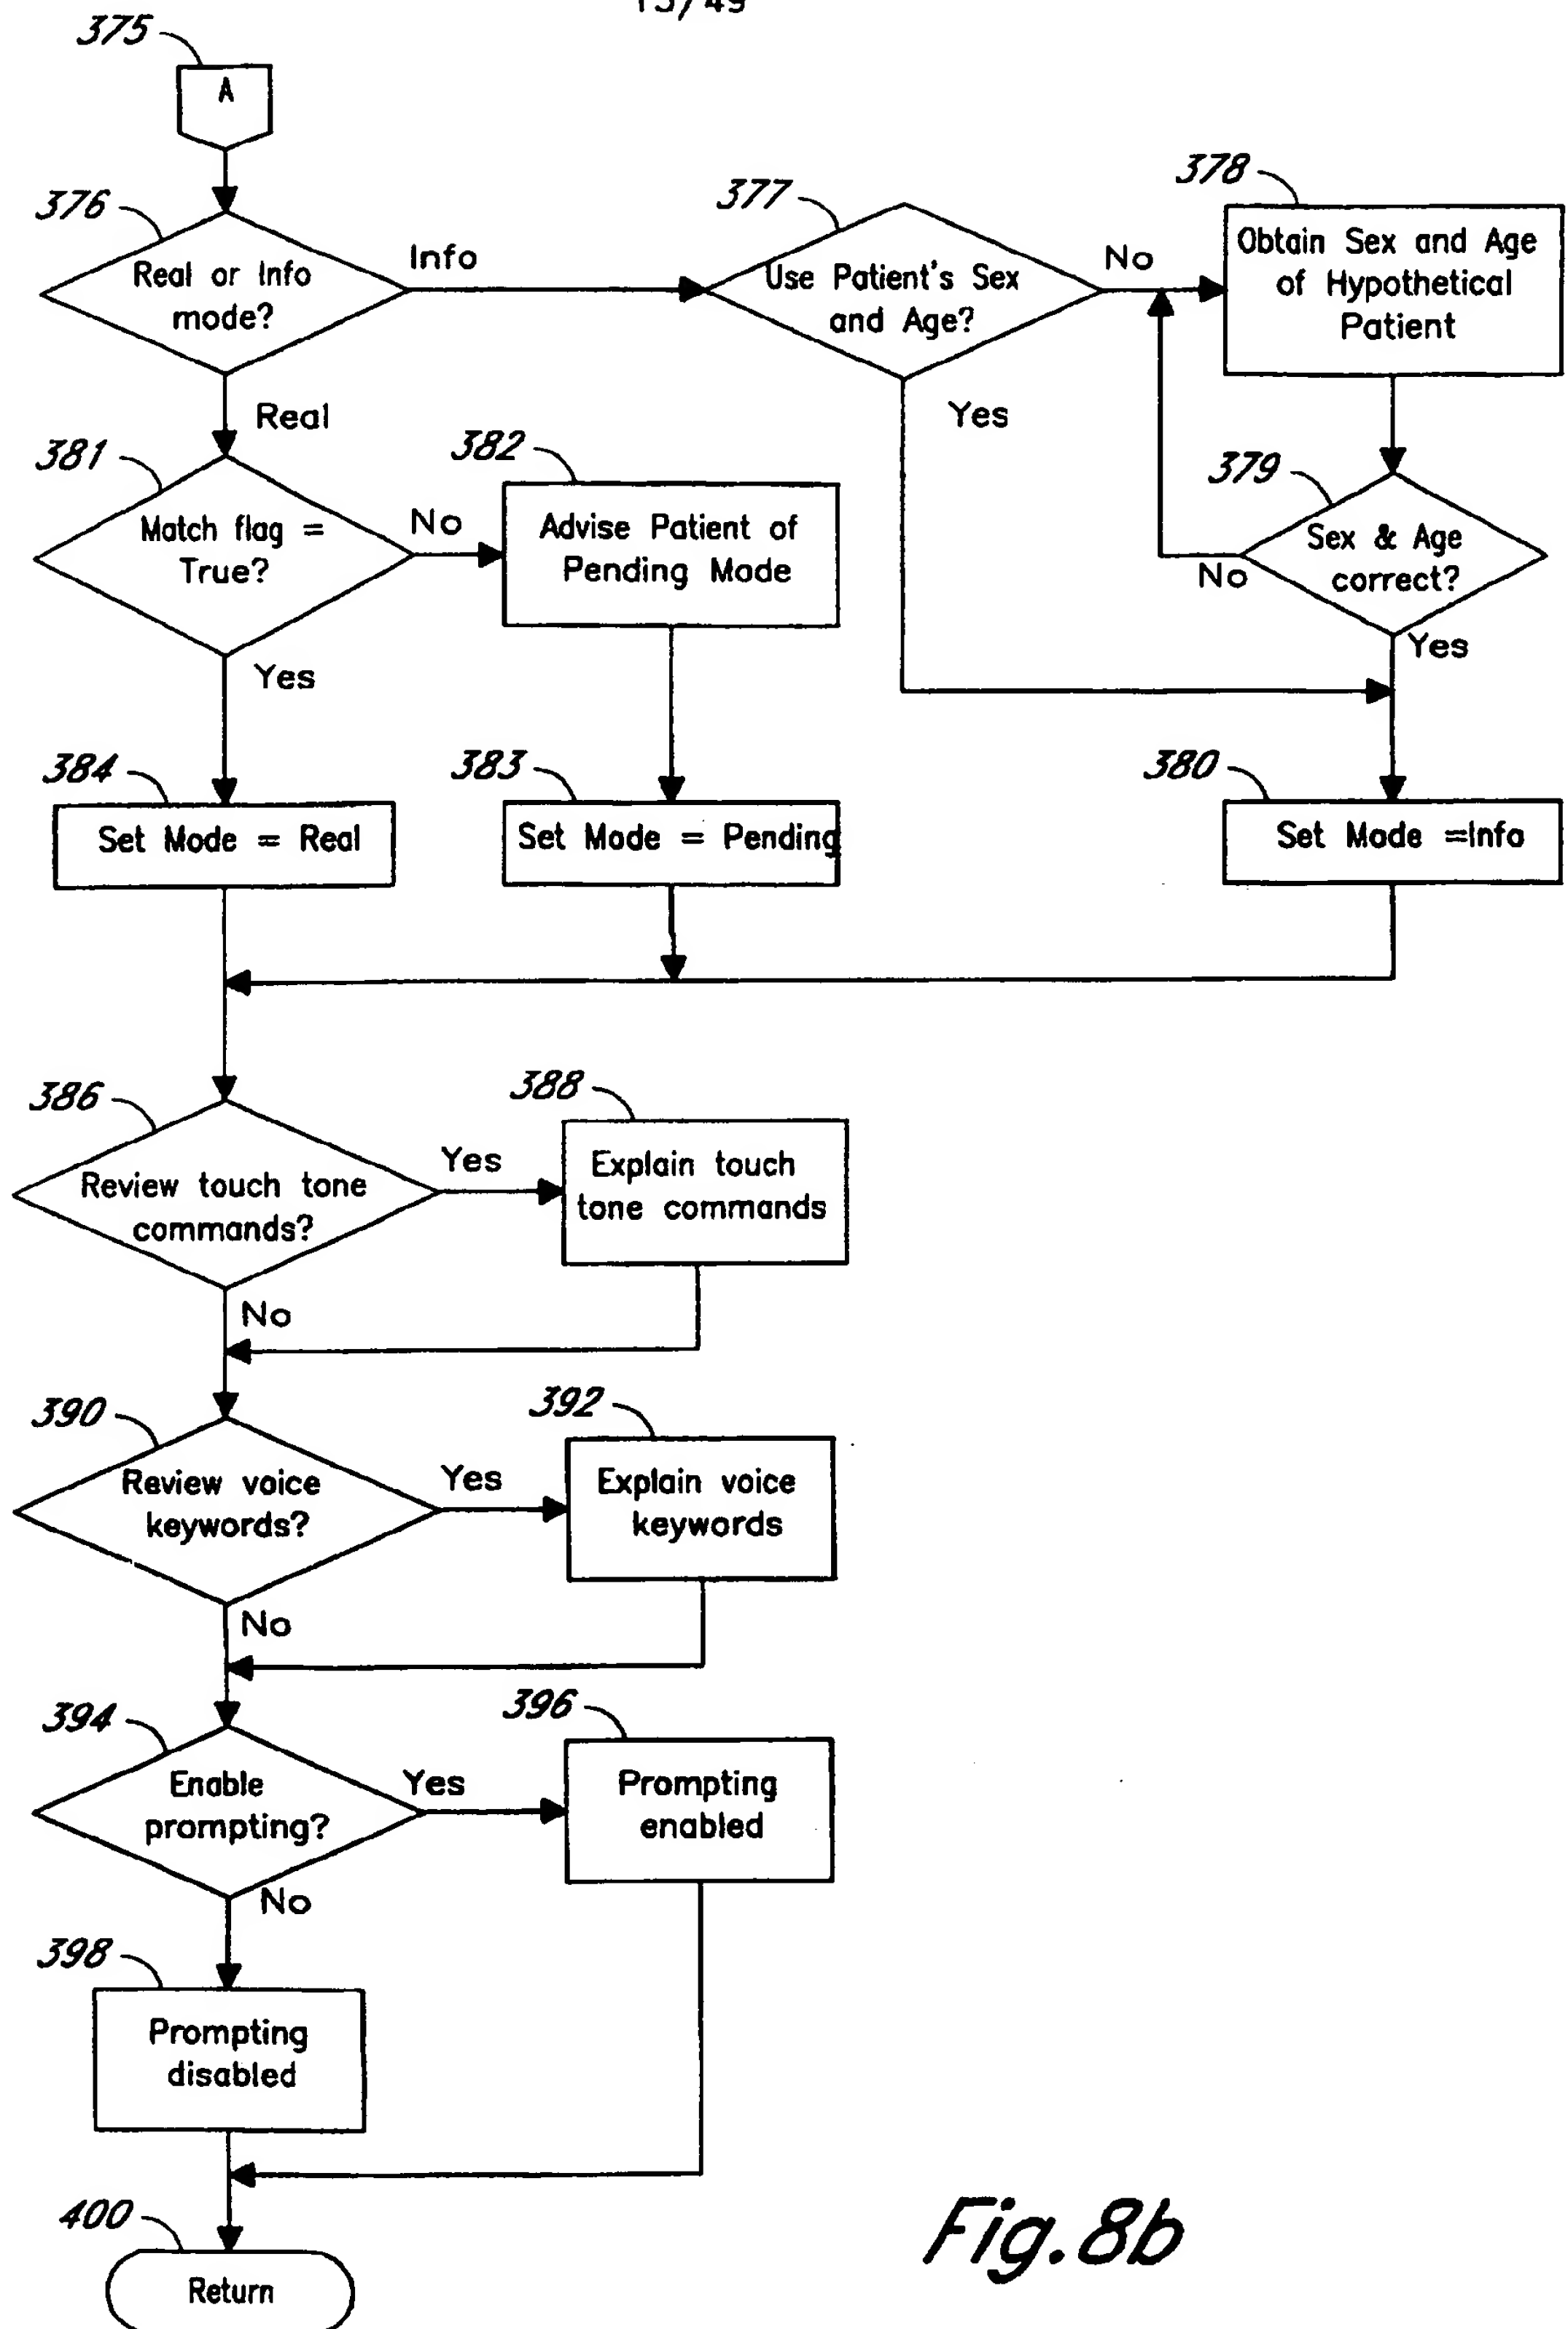 375
A
376
Real or Info
mode?
Info
377
Use Patient's Sex
and Age?
No
Yes
378
Obtain Sex and Age
of Hypothetical
Patient
379
Sex & Age
correct?
No
Yes
Real
381
Match flag =
True?
No
Yes
382
Advise Patient of
Pending Mode
384
Set Mode = Real
383
Set Mode = Pending
380
Set Mode =Info
386
Review touch tone
commands?
Yes
No
388
Explain touch
tone commands
390
Review voice
keywords?
Yes
No
392
Explain voice
keywords
394
Enable
prompting?
Yes
No
396
Prompting
enabled
398
Prompting
disabled
400
Return
Fig.8b